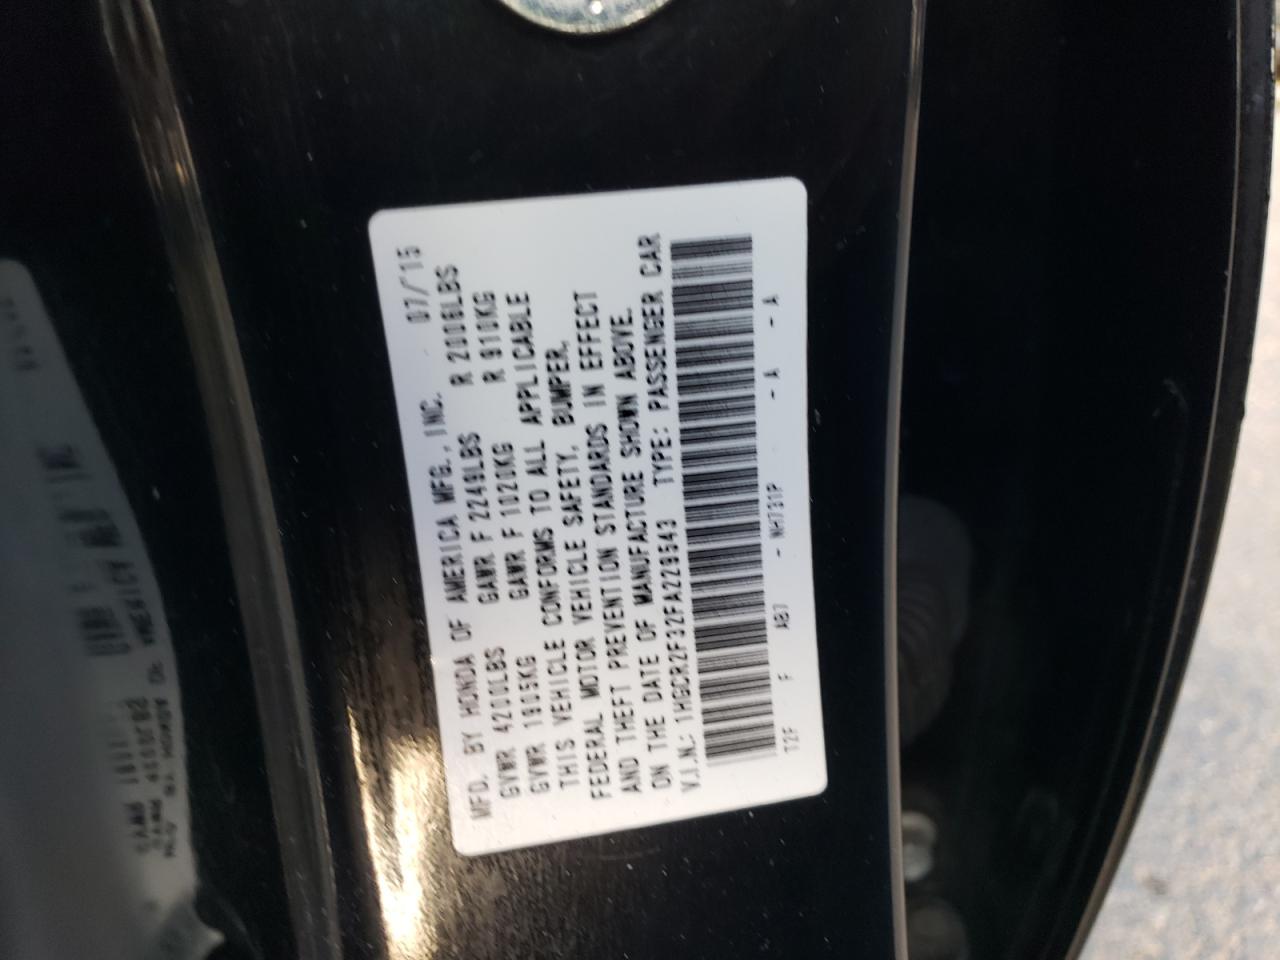 MFD. BY HONDA OF AMERICA MFG., INC. 07/'15
GVWR 4200LBS GAWR F 2249LBS R 2006LBS
GVWR 1905KG GAWR F 1020KG R 910KG
THIS VEHICLE CONFORMS TO ALL APPLICABLE
FEDERAL MOTOR VEHICLE SAFETY, BUMPER,
AND THEFT PREVENTION STANDARDS IN EFFECT
ON THE DATE OF MANUFACTURE SHOWN ABOVE.
V.I.N.: 1HGCR2F32FA229543 TYPE: PASSENGER CAR
T2F F AB7 - NH731P - A - A